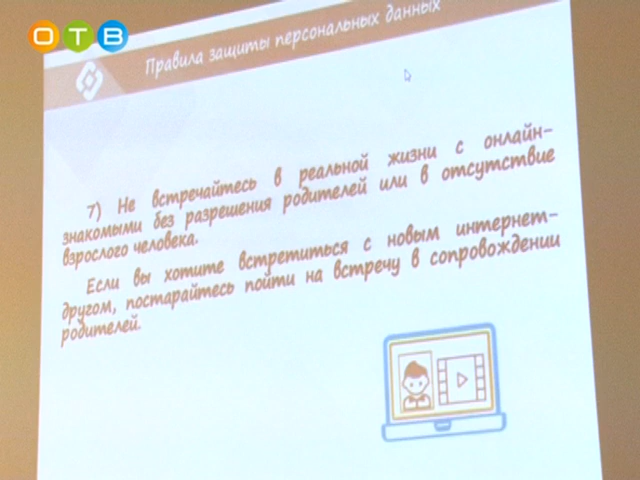 ОТВ
Правила защиты персональных данных
7) Не встречайтесь в реальной жизни с онлайн-
знакомыми без разрешения родителей или в отсутствие
взрослого человека.
Если вы хотите встретиться с новым интернет-
другом, постарайтесь пойти на встречу в сопровождении
родителей.